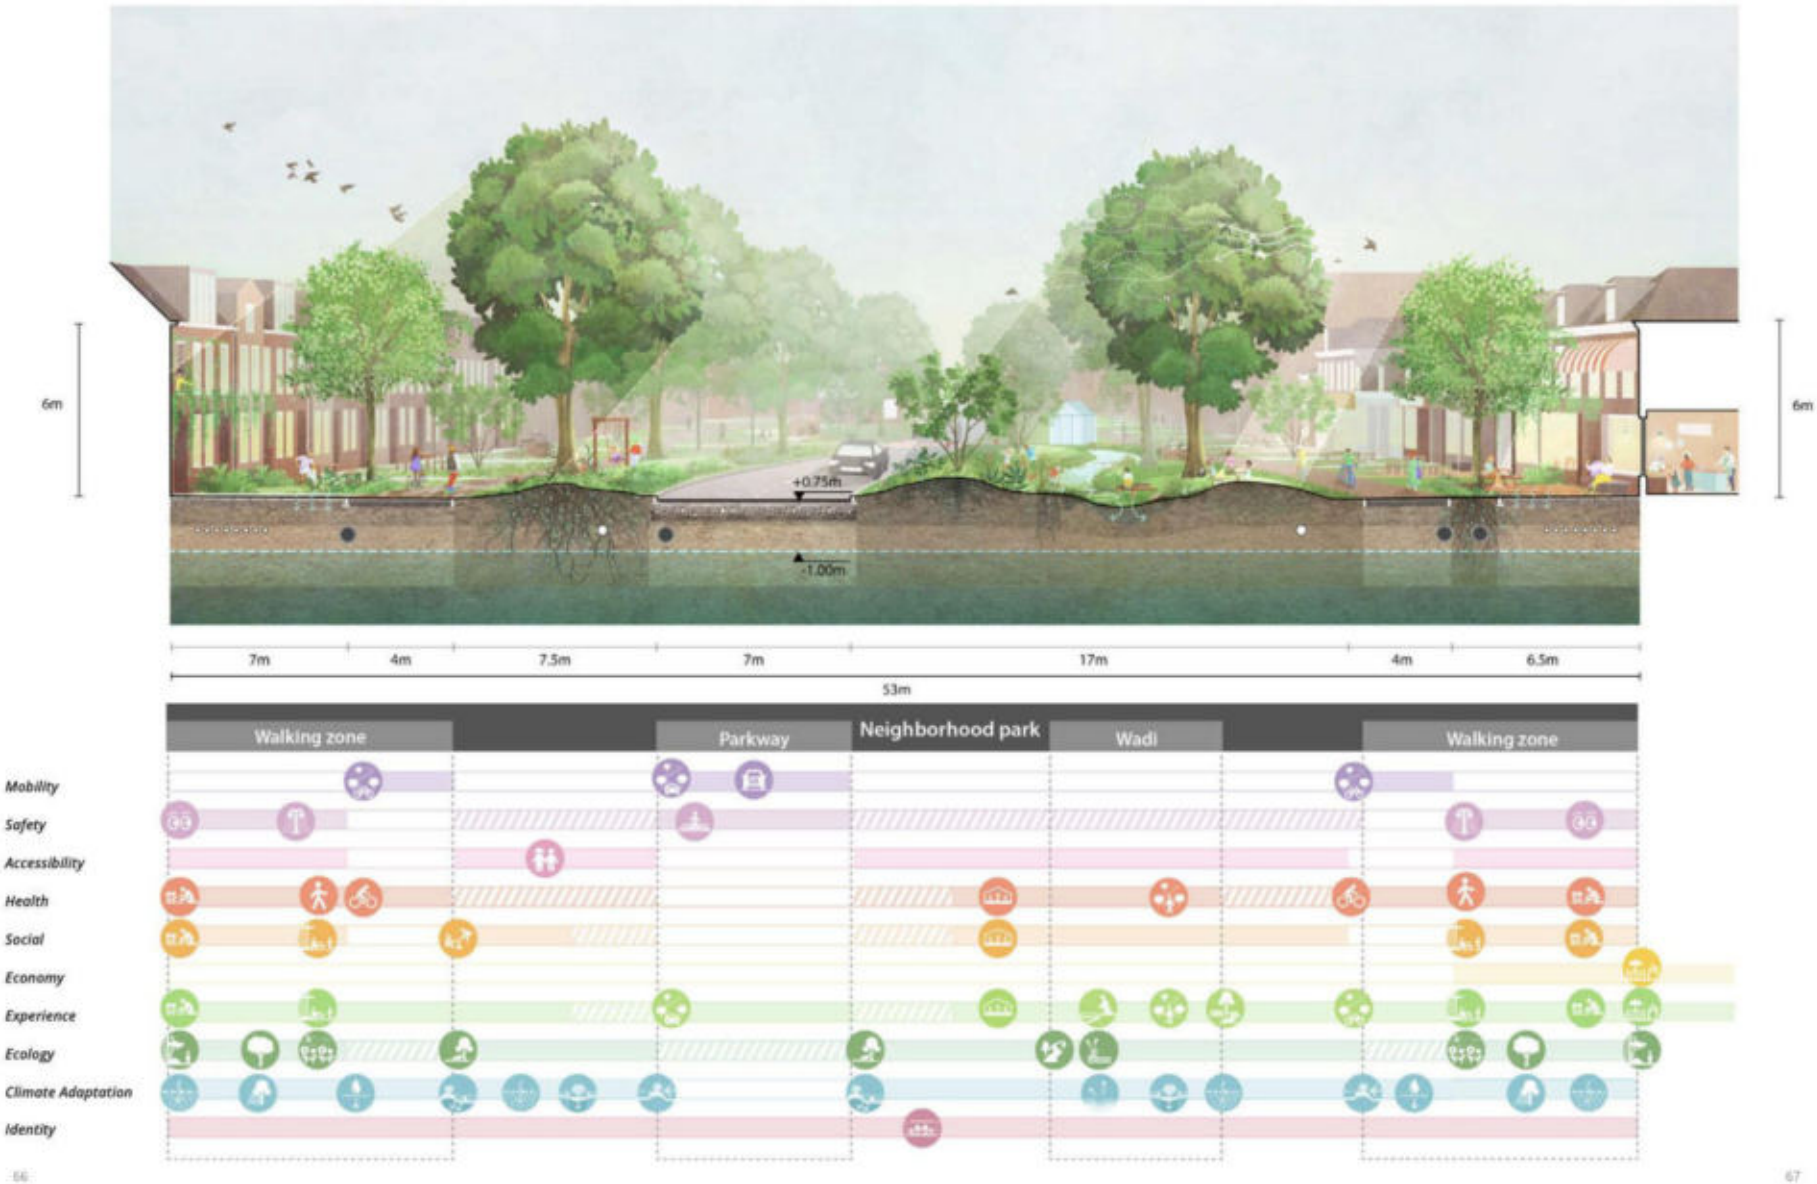 6m
6m
+0.75m
-1.00m
7m 4m 7.5m 7m 17m 4m 6.5m
53m
Neighborhood park
Walking zone Parkway Wadi Walking zone
Mobility
Safety
Accessibility
Health
Social
Economy
Experience
Ecology
Climate Adaptation
Identity
66 67